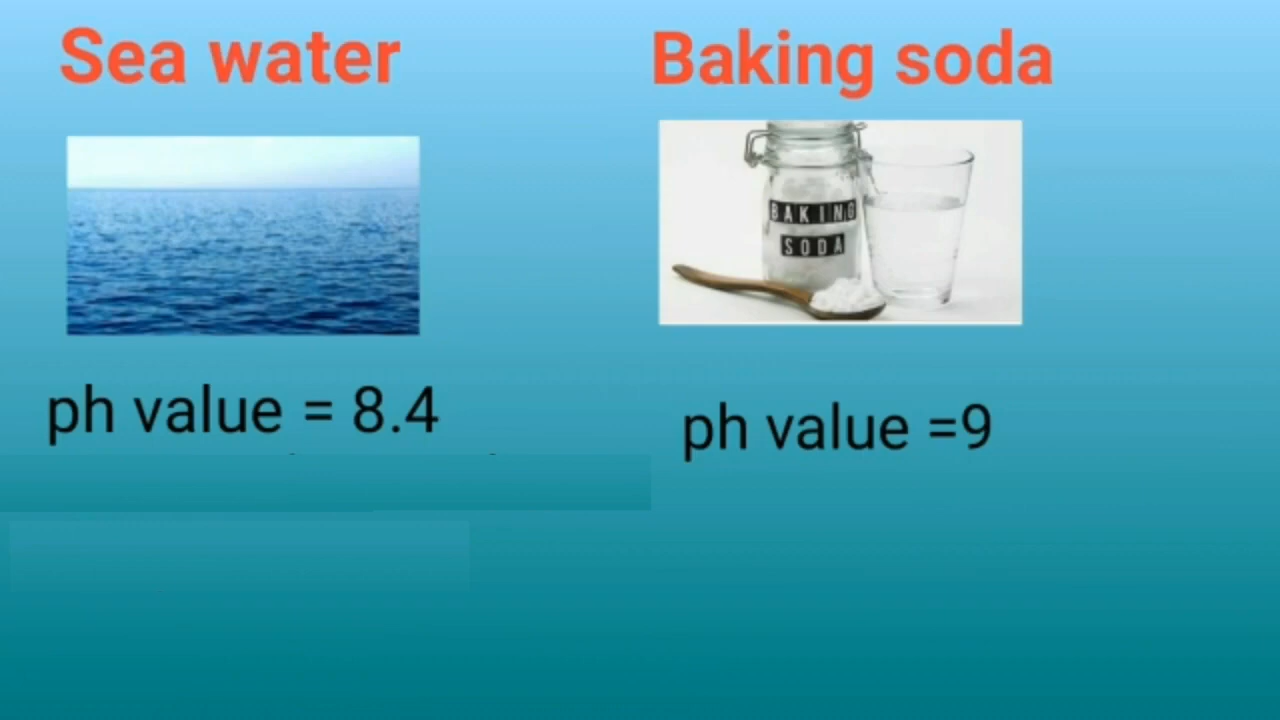 Sea water
Baking soda
BAKING
SODA
ph value = 8.4
ph value =9